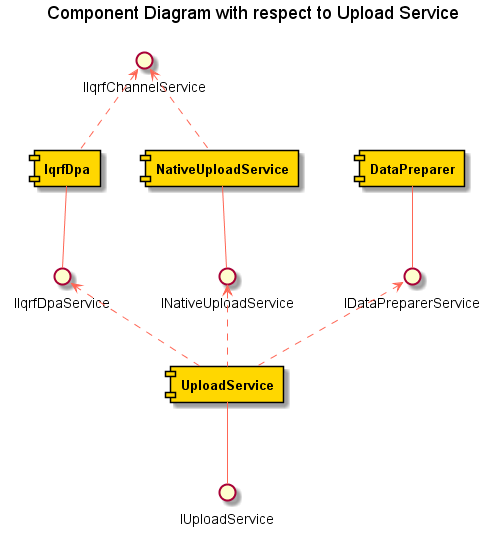 Component Diagram with respect to Upload Service
IIqrfChannelService
IqrfDpa
NativeUploadService
DataPreparer
IIqrfDpaService
INativeUploadService
IDataPreparerService
UploadService
IUploadService